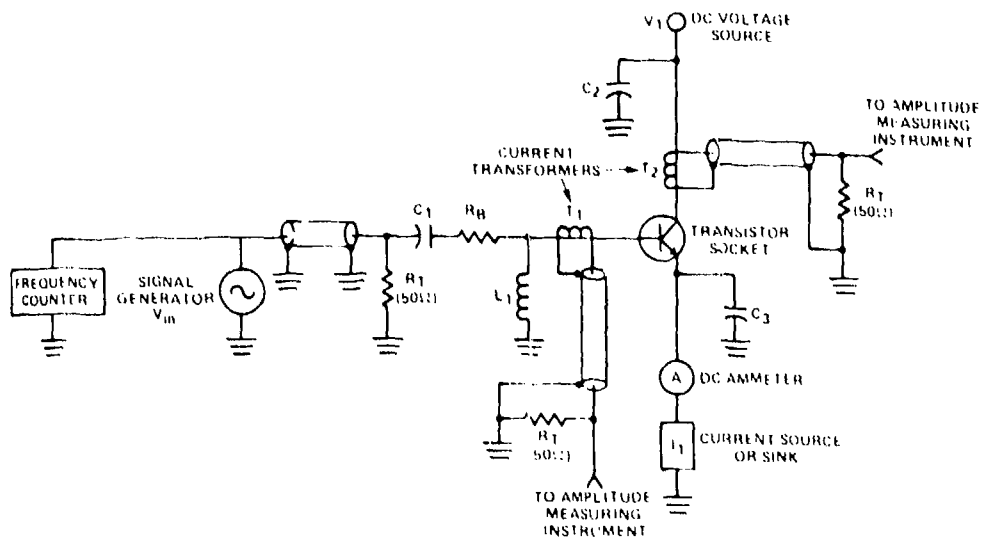 V1 DC VOLTAGE
SOURCE
C2
TO AMPLITUDE
MEASURING
INSTRUMENT
CURRENT
TRANSFORMERS
T2
RT
(50Ω)
C1
RB
T1
TRANSISTOR
SOCKET
FREQUENCY
COUNTER
SIGNAL
GENERATOR
Vin
RT
(50Ω)
L1
C3
A DC AMMETER
RT
50Ω)
I1 CURRENT SOURCE
OR SINK
TO AMPLITUDE
MEASURING
INSTRUMENT